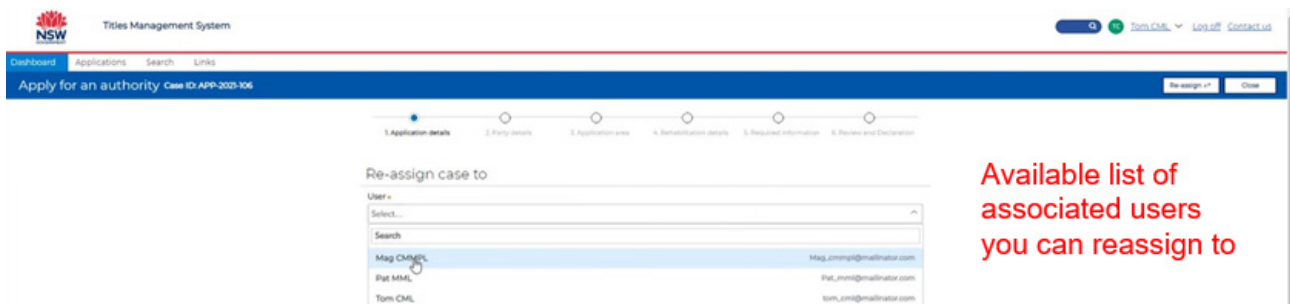 NSW
GOVERNMENT
Titles Management System
TC Tom CML Log off Contact us
Dashboard Applications Search Links
Apply for an authority Case ID: APP-2021-106
Re-assign Close
1. Application details 2. Party details 3. Application area 4. Rehabilitation details 5. Required information 6. Review and Declaration
Re-assign case to
User
Select...
Search
Mag CMMPL Mag_cmmpl@mailinator.com
Pat MML Pat_mml@mailinator.com
Tom CML tom_cml@mailinator.com
Available list of
associated users
you can reassign to